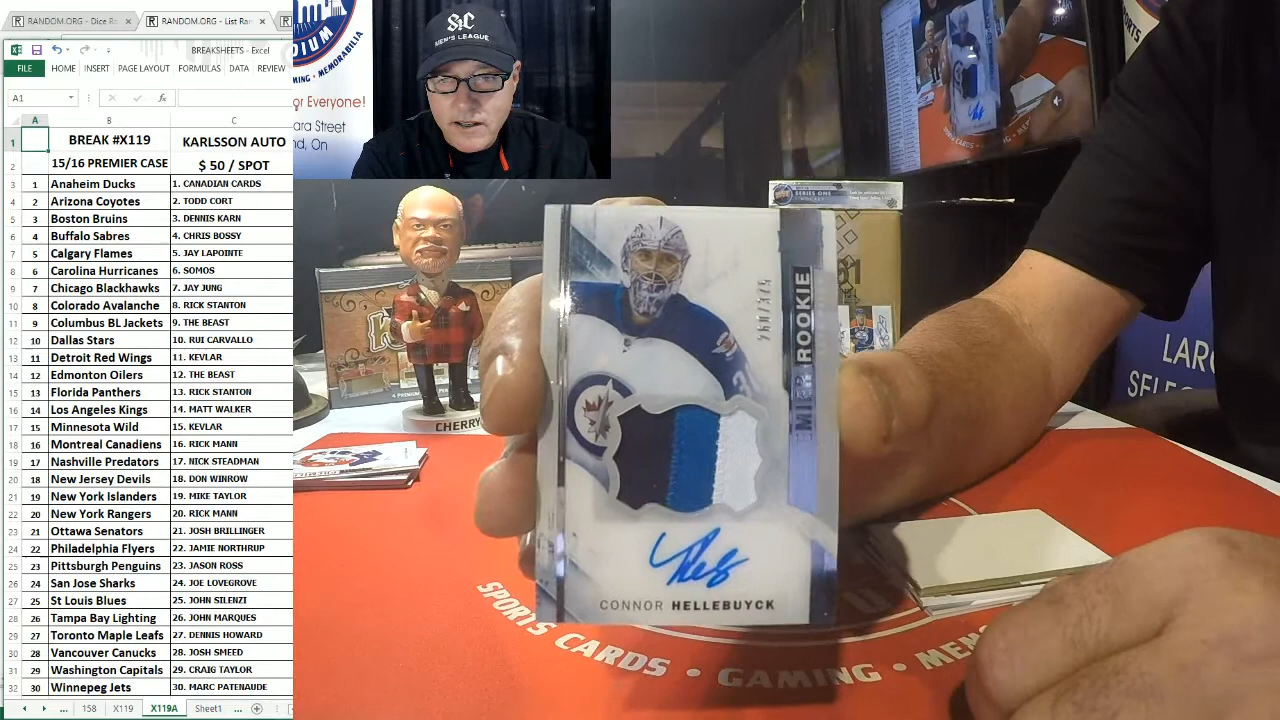 RANDOM.ORG - Dice Ro
RANDOM.ORG - List Ran
BREAKSHEETS - Excel
FILE HOME INSERT PAGE LAYOUT FORMULAS DATA REVIEW
A1
fx
A B C
1 BREAK #X119 KARLSSON AUTO
2 15/16 PREMIER CASE $ 50 / SPOT
3 1 Anaheim Ducks 1. CANADIAN CARDS
4 2 Arizona Coyotes 2. TODD CORT
5 3 Boston Bruins 3. DENNIS KARN
6 4 Buffalo Sabres 4. CHRIS BOSSY
7 5 Calgary Flames 5. JAY LAPOINTE
8 6 Carolina Hurricanes 6. SOMOS
9 7 Chicago Blackhawks 7. JAY JUNG
10 8 Colorado Avalanche 8. RICK STANTON
11 9 Columbus BL Jackets 9. THE BEAST
12 10 Dallas Stars 10. RUI CARVALLO
13 11 Detroit Red Wings 11. KEVLAR
14 12 Edmonton Oilers 12. THE BEAST
15 13 Florida Panthers 13. RICK STANTON
16 14 Los Angeles Kings 14. MATT WALKER
17 15 Minnesota Wild 15. KEVLAR
18 16 Montreal Canadiens 16. RICK MANN
19 17 Nashville Predators 17. NICK STEADMAN
20 18 New Jersey Devils 18. DON WINROW
21 19 New York Islanders 19. MIKE TAYLOR
22 20 New York Rangers 20. RICK MANN
23 21 Ottawa Senators 21. JOSH BRILLINGER
24 22 Philadelphia Flyers 22. JAMIE NORTHRUP
25 23 Pittsburgh Penguins 23. JASON ROSS
26 24 San Jose Sharks 24. JOE LOVEGROVE
27 25 St Louis Blues 25. JOHN SILENZI
28 26 Tampa Bay Lighting 26. JOHN MARQUES
29 27 Toronto Maple Leafs 27. DENNIS HOWARD
30 28 Vancouver Canucks 28. JOSH SMEED
31 29 Washington Capitals 29. CRAIG TAYLOR
32 30 Winnepeg Jets 30. MARC PATENAUDE
... 158 X119 X119A Sheet1 ...
DIUM
MING • MEMORABILIA
or Everyone!
ara Street
nd, On
S&C
MEN'S LEAGUE
SERIES ONE
CHERRY
ROOKIE
CONNOR HELLEBUYCK
SPORTS CARDS • GAMING • MEM
LARG
SELEC